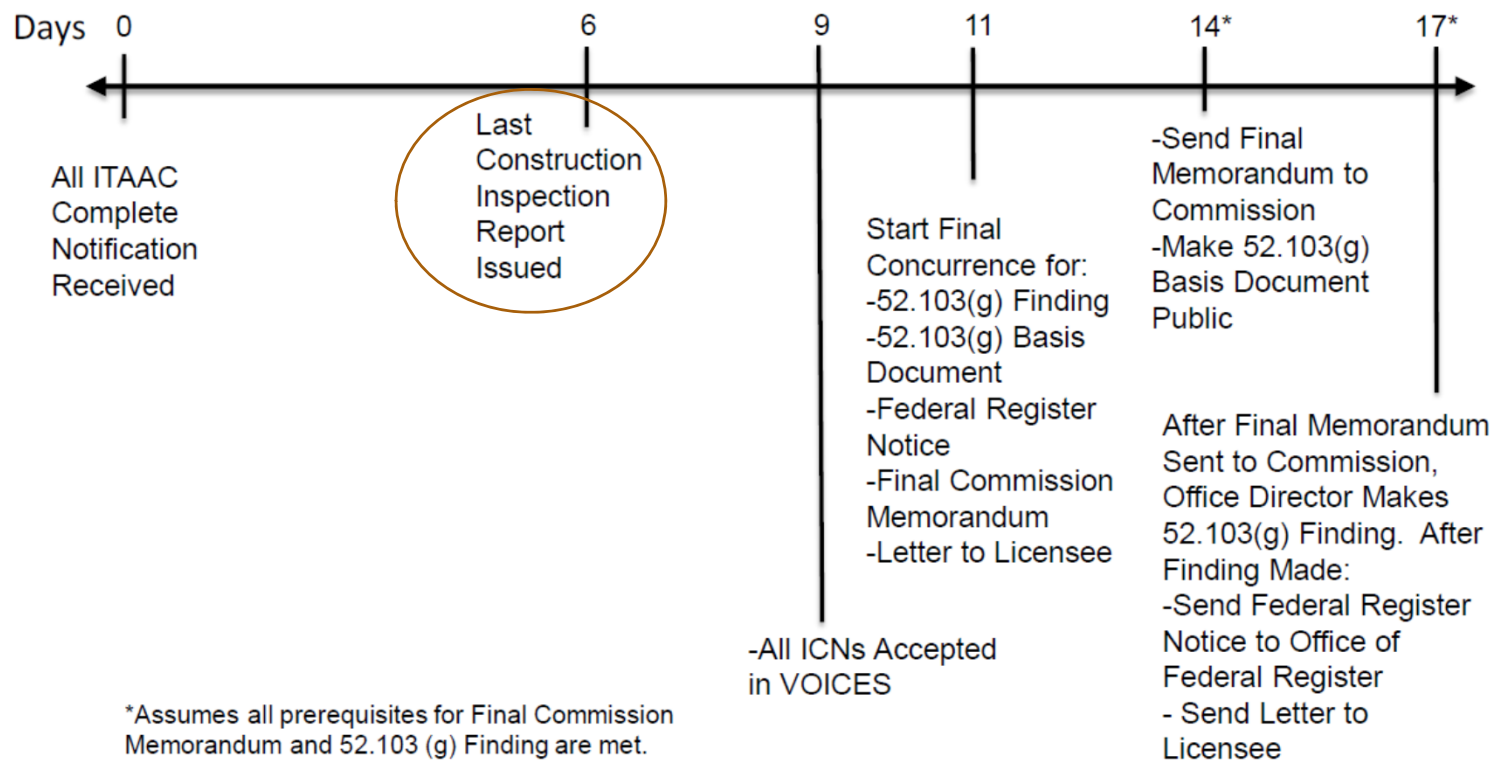 Days 0 6 9 11 14* 17*
All ITAAC
Complete
Notification
Received
Last
Construction
Inspection
Report
Issued
-All ICNs Accepted
in VOICES
Start Final
Concurrence for:
-52.103(g) Finding
-52.103(g) Basis
Document
-Federal Register
Notice
-Final Commission
Memorandum
-Letter to Licensee
-Send Final
Memorandum to
Commission
-Make 52.103(g)
Basis Document
Public
After Final Memorandum
Sent to Commission,
Office Director Makes
52.103(g) Finding.  After
Finding Made:
-Send Federal Register
Notice to Office of
Federal Register
- Send Letter to
Licensee
*Assumes all prerequisites for Final Commission
Memorandum and 52.103 (g) Finding are met.